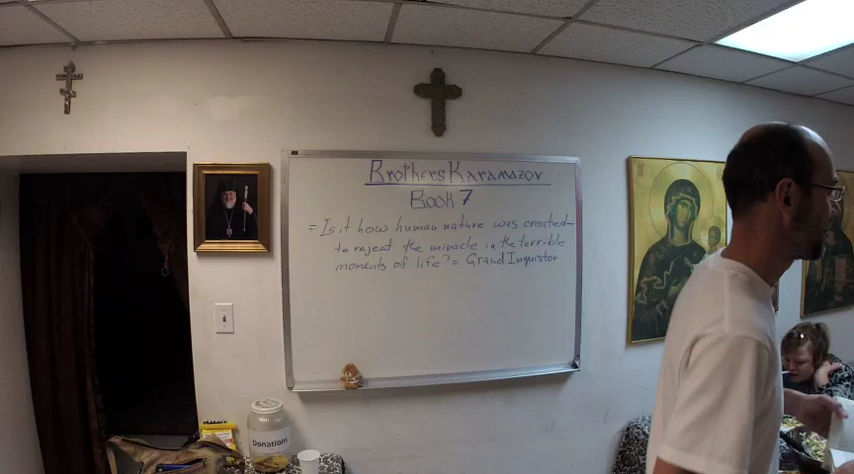 Brothers Karamazov
Book 7
= Is it how human nature was created–
to reject the miracle in the terrible
moments of life? = Grand Inquistor
Donations